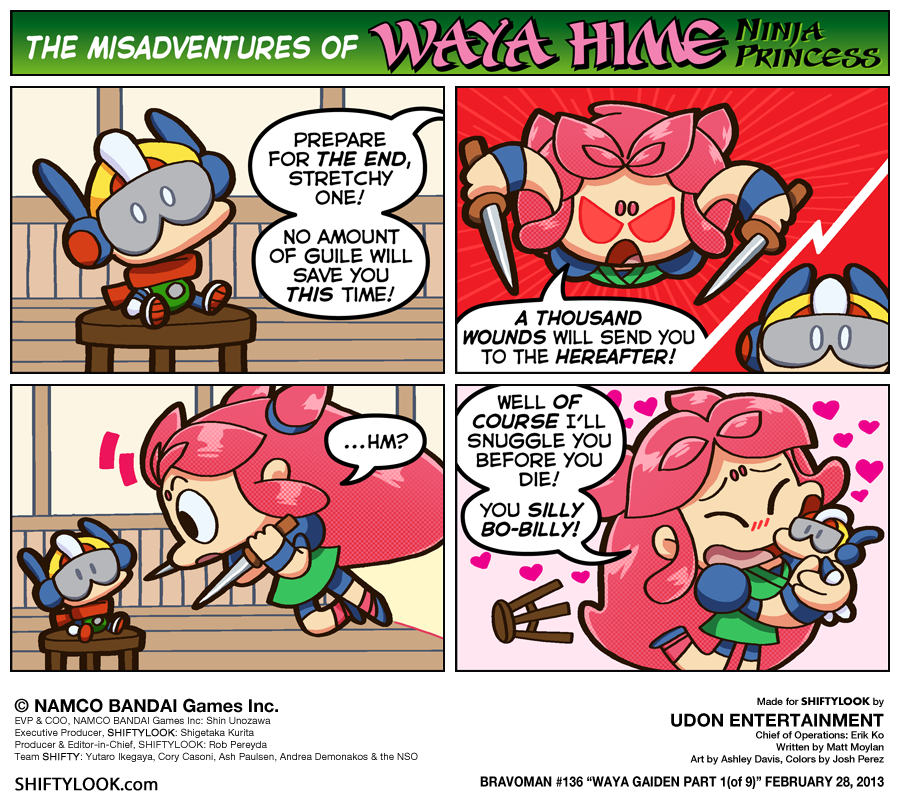 THE MISADVENTURES OF WAYA HIME NINJA PRINCESS
PREPARE
FOR THE END,
STRETCHY
ONE!
NO AMOUNT
OF GUILE WILL
SAVE YOU
THIS TIME!
A THOUSAND
WOUNDS WILL SEND YOU
TO THE HEREAFTER!
...HM?
WELL OF
COURSE I'LL
SNUGGLE YOU
BEFORE YOU
DIE!
YOU SILLY
BO-BILLY!
© NAMCO BANDAI Games Inc.
EVP & COO, NAMCO BANDAI Games Inc: Shin Unozawa
Executive Producer, SHIFTYLOOK: Shigetaka Kurita
Producer & Editor-in-Chief, SHIFTYLOOK: Rob Pereyda
Team SHIFTY: Yutaro Ikegaya, Cory Casoni, Ash Paulsen, Andrea Demonakos & the NSO
SHIFTYLOOK.com
Made for SHIFTYLOOK by
UDON ENTERTAINMENT
Chief of Operations: Erik Ko
Written by Matt Moylan
Art by Ashley Davis, Colors by Josh Perez
BRAVOMAN #136 “WAYA GAIDEN PART 1(of 9)” FEBRUARY 28, 2013